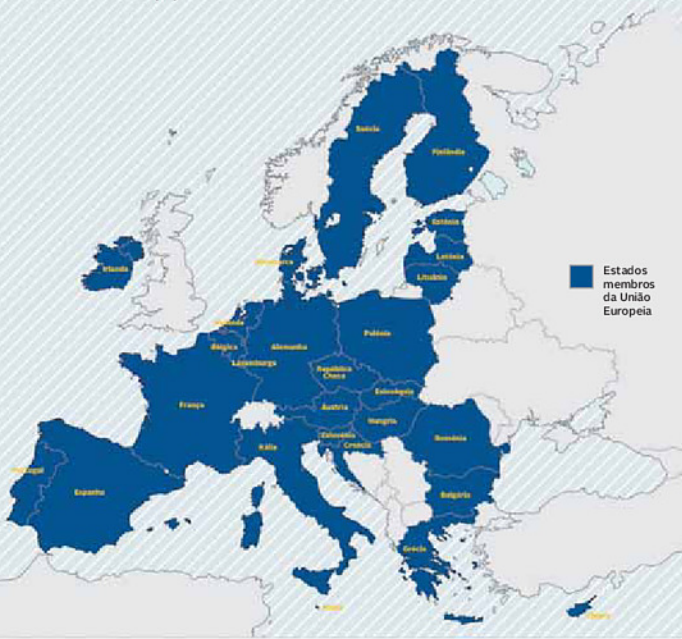 Suécia
Finlândia
Estónia
Letónia
Lituânia
Dinamarca
Irlanda
Estados
membros
da União
Europeia
Holanda
Polónia
Bélgica
Alemanha
Luxemburgo
República
Checa
Eslováquia
França
Áustria
Hungria
Eslovénia
Croácia
Roménia
Itália
Portugal
Espanha
Bulgária
Grécia
Malta
Chipre